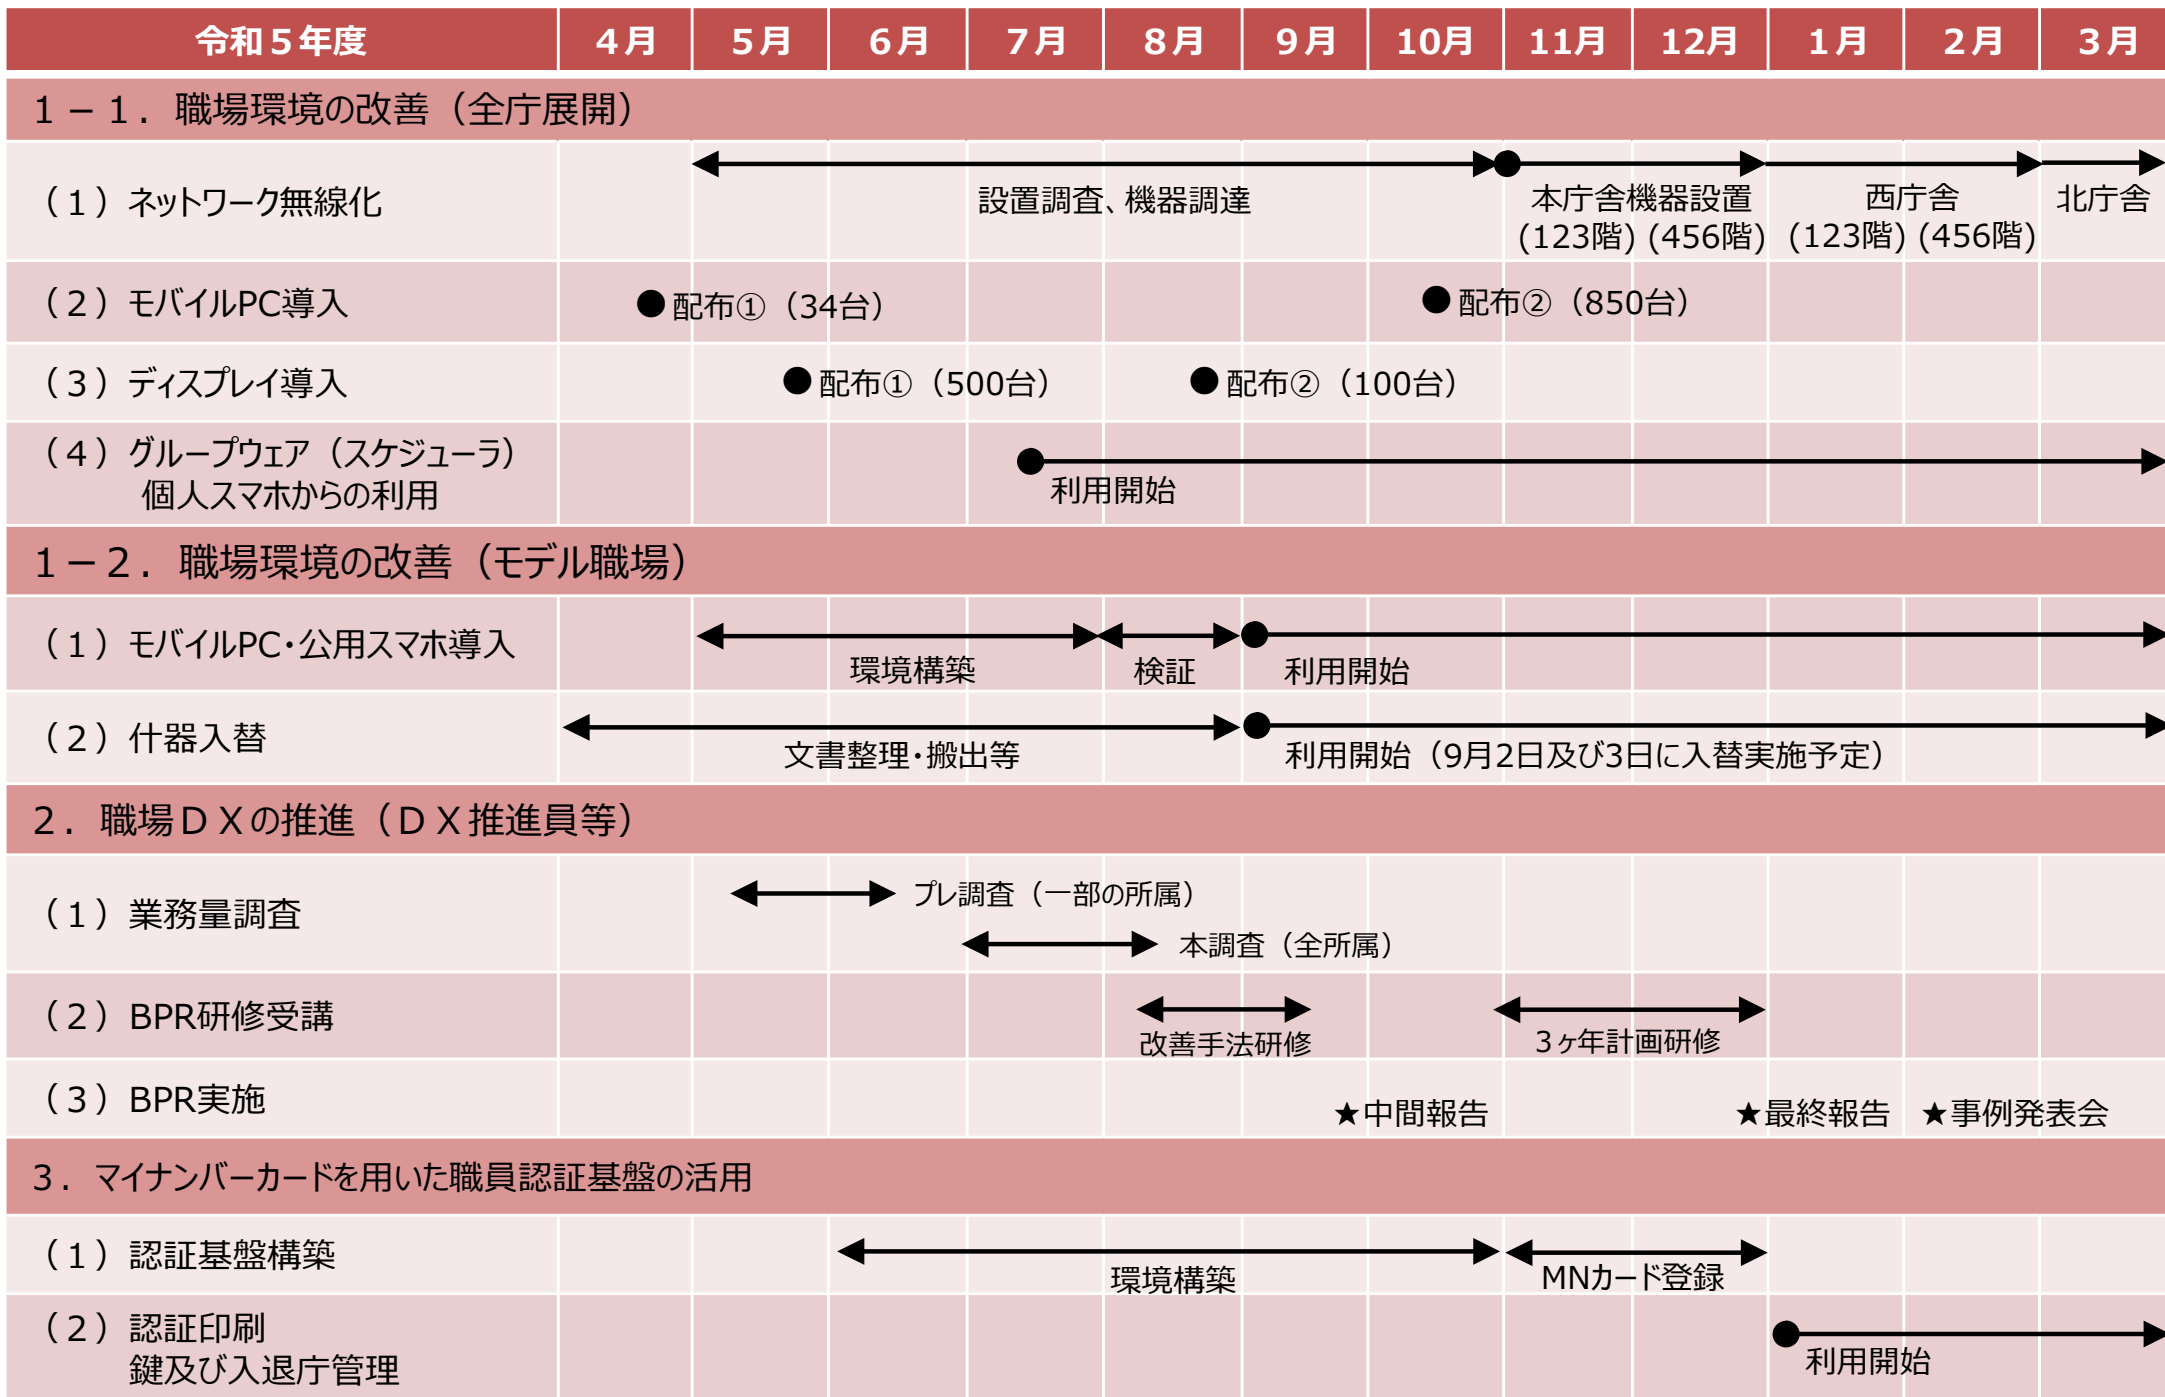 令和５年度 ４月 ５月 ６月 ７月 ８月 ９月 10月 11月 12月 １月 ２月 ３月
１－１．職場環境の改善（全庁展開）
（１）ネットワーク無線化
設置調査、機器調達
本庁舎機器設置
(123階) (456階)
西庁舎
(123階) (456階)
北庁舎
（２）モバイルPC導入
●配布①（34台）
●配布②（850台）
（３）ディスプレイ導入
●配布①（500台）
●配布②（100台）
（４）グループウェア（スケジューラ）
個人スマホからの利用
利用開始
１－２．職場環境の改善（モデル職場）
（１）モバイルPC・公用スマホ導入
環境構築
検証
利用開始
（２）什器入替
文書整理・搬出等
利用開始（9月2日及び3日に入替実施予定）
２．職場ＤＸの推進（ＤＸ推進員等）
（１）業務量調査
プレ調査（一部の所属）
本調査（全所属）
（２）BPR研修受講
改善手法研修
３ヶ年計画研修
（３）BPR実施
★中間報告
★最終報告
★事例発表会
３．マイナンバーカードを用いた職員認証基盤の活用
（１）認証基盤構築
環境構築
MNカード登録
（２）認証印刷
鍵及び入退庁管理
利用開始